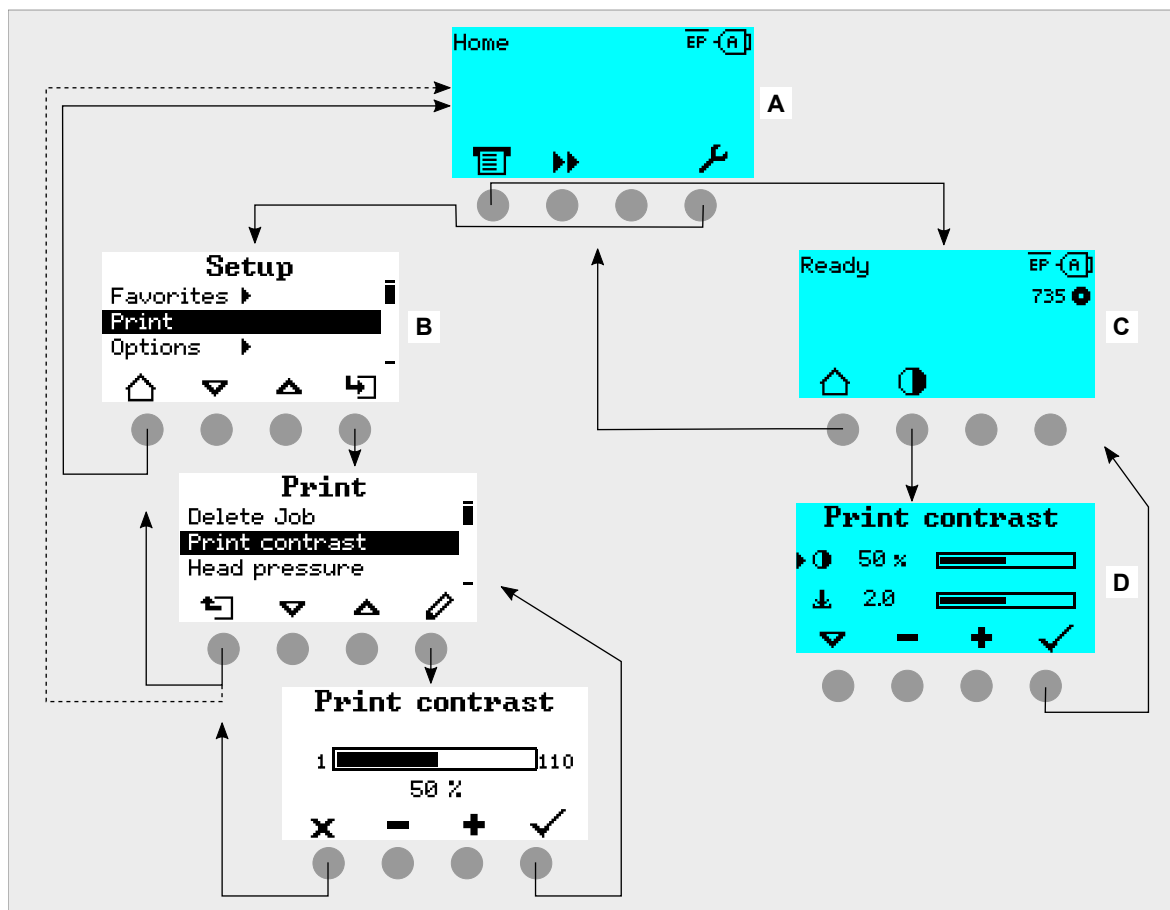 Home EP A
A
Setup
Favorites
Print
Options
B
Ready EP A
735
C
Print
Delete Job
Print contrast
Head pressure
Print contrast
50 %
2.0
D
Print contrast
1 110
50 %